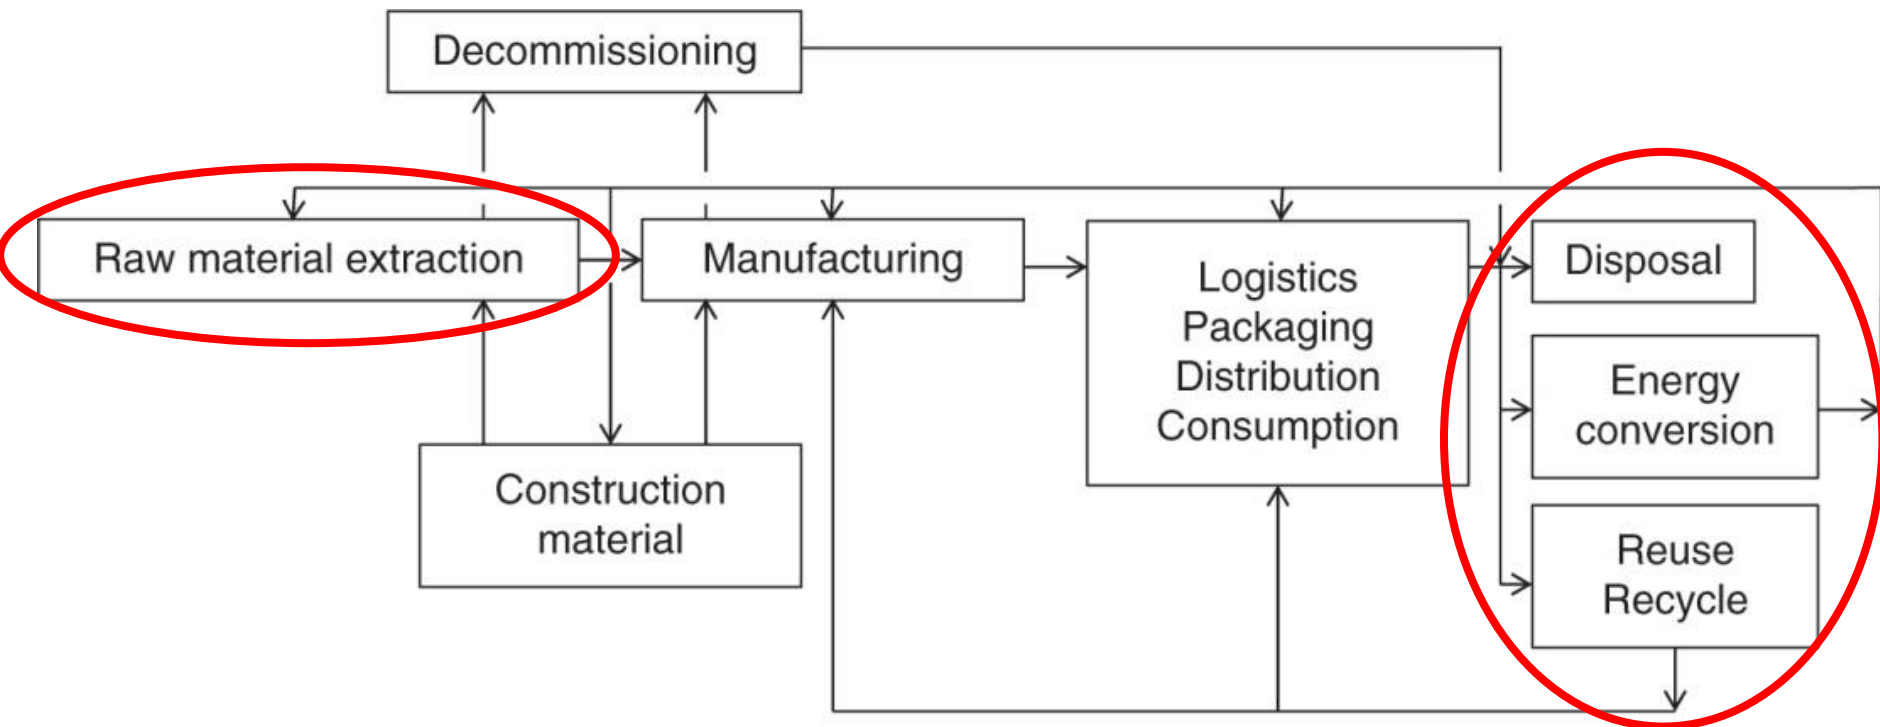 Decommissioning
Raw material extraction
Manufacturing
Logistics
Packaging
Distribution
Consumption
Disposal
Energy
conversion
Reuse
Recycle
Construction
material